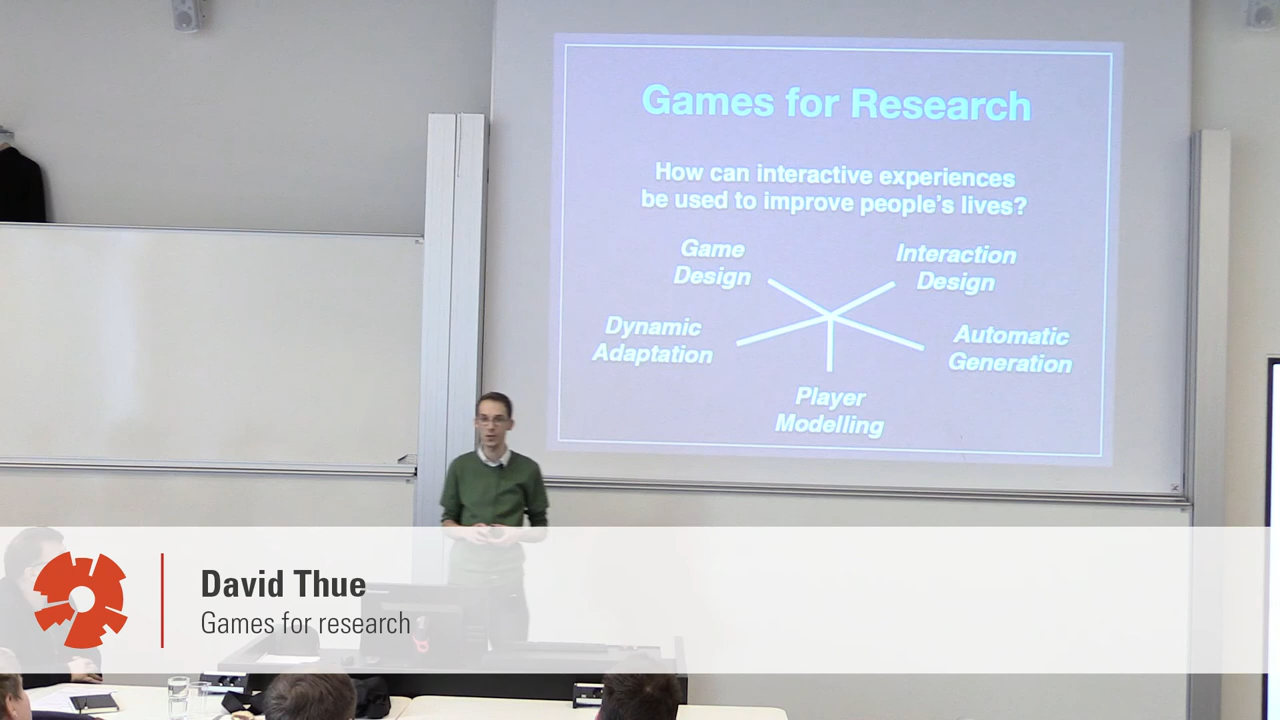 Games for Research
How can interactive experiences
be used to improve people's lives?
Game
Design
Interaction
Design
Dynamic
Adaptation
Automatic
Generation
Player
Modelling
David Thue
Games for research